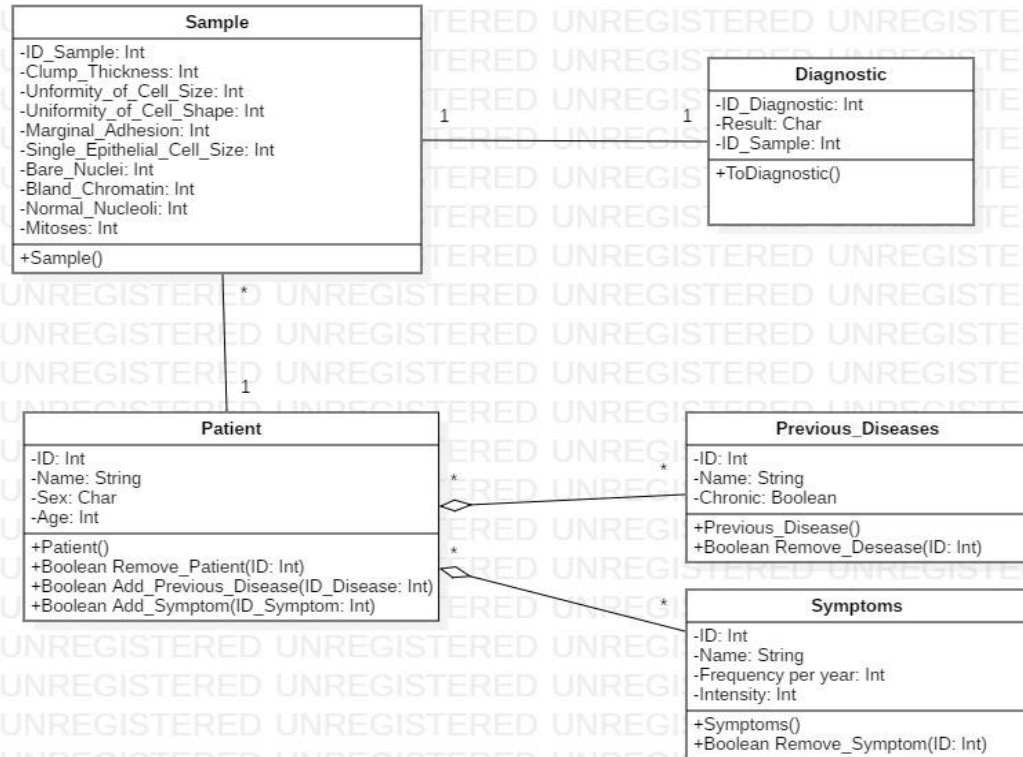 Sample
-ID_Sample: Int
-Clump_Thickness: Int
-Unformity_of_Cell_Size: Int
-Uniformity_of_Cell_Shape: Int
-Marginal_Adhesion: Int
-Single_Epithelial_Cell_Size: Int
-Bare_Nuclei: Int
-Bland_Chromatin: Int
-Normal_Nucleoli: Int
-Mitoses: Int
+Sample()
1
1
Diagnostic
-ID_Diagnostic: Int
-Result: Char
-ID_Sample: Int
+ToDiagnostic()
*
1
Patient
-ID: Int
-Name: String
-Sex: Char
-Age: Int
+Patient()
+Boolean Remove_Patient(ID: Int)
+Boolean Add_Previous_Disease(ID_Disease: Int)
+Boolean Add_Symptom(ID_Symptom: Int)
*
*
Previous_Diseases
-ID: Int
-Name: String
-Chronic: Boolean
+Previous_Disease()
+Boolean Remove_Desease(ID: Int)
*
*
Symptoms
-ID: Int
-Name: String
-Frequency per year: Int
-Intensity: Int
+Symptoms()
+Boolean Remove_Symptom(ID: Int)
UNREGISTERED UNREGISTERED UNREGISTERED